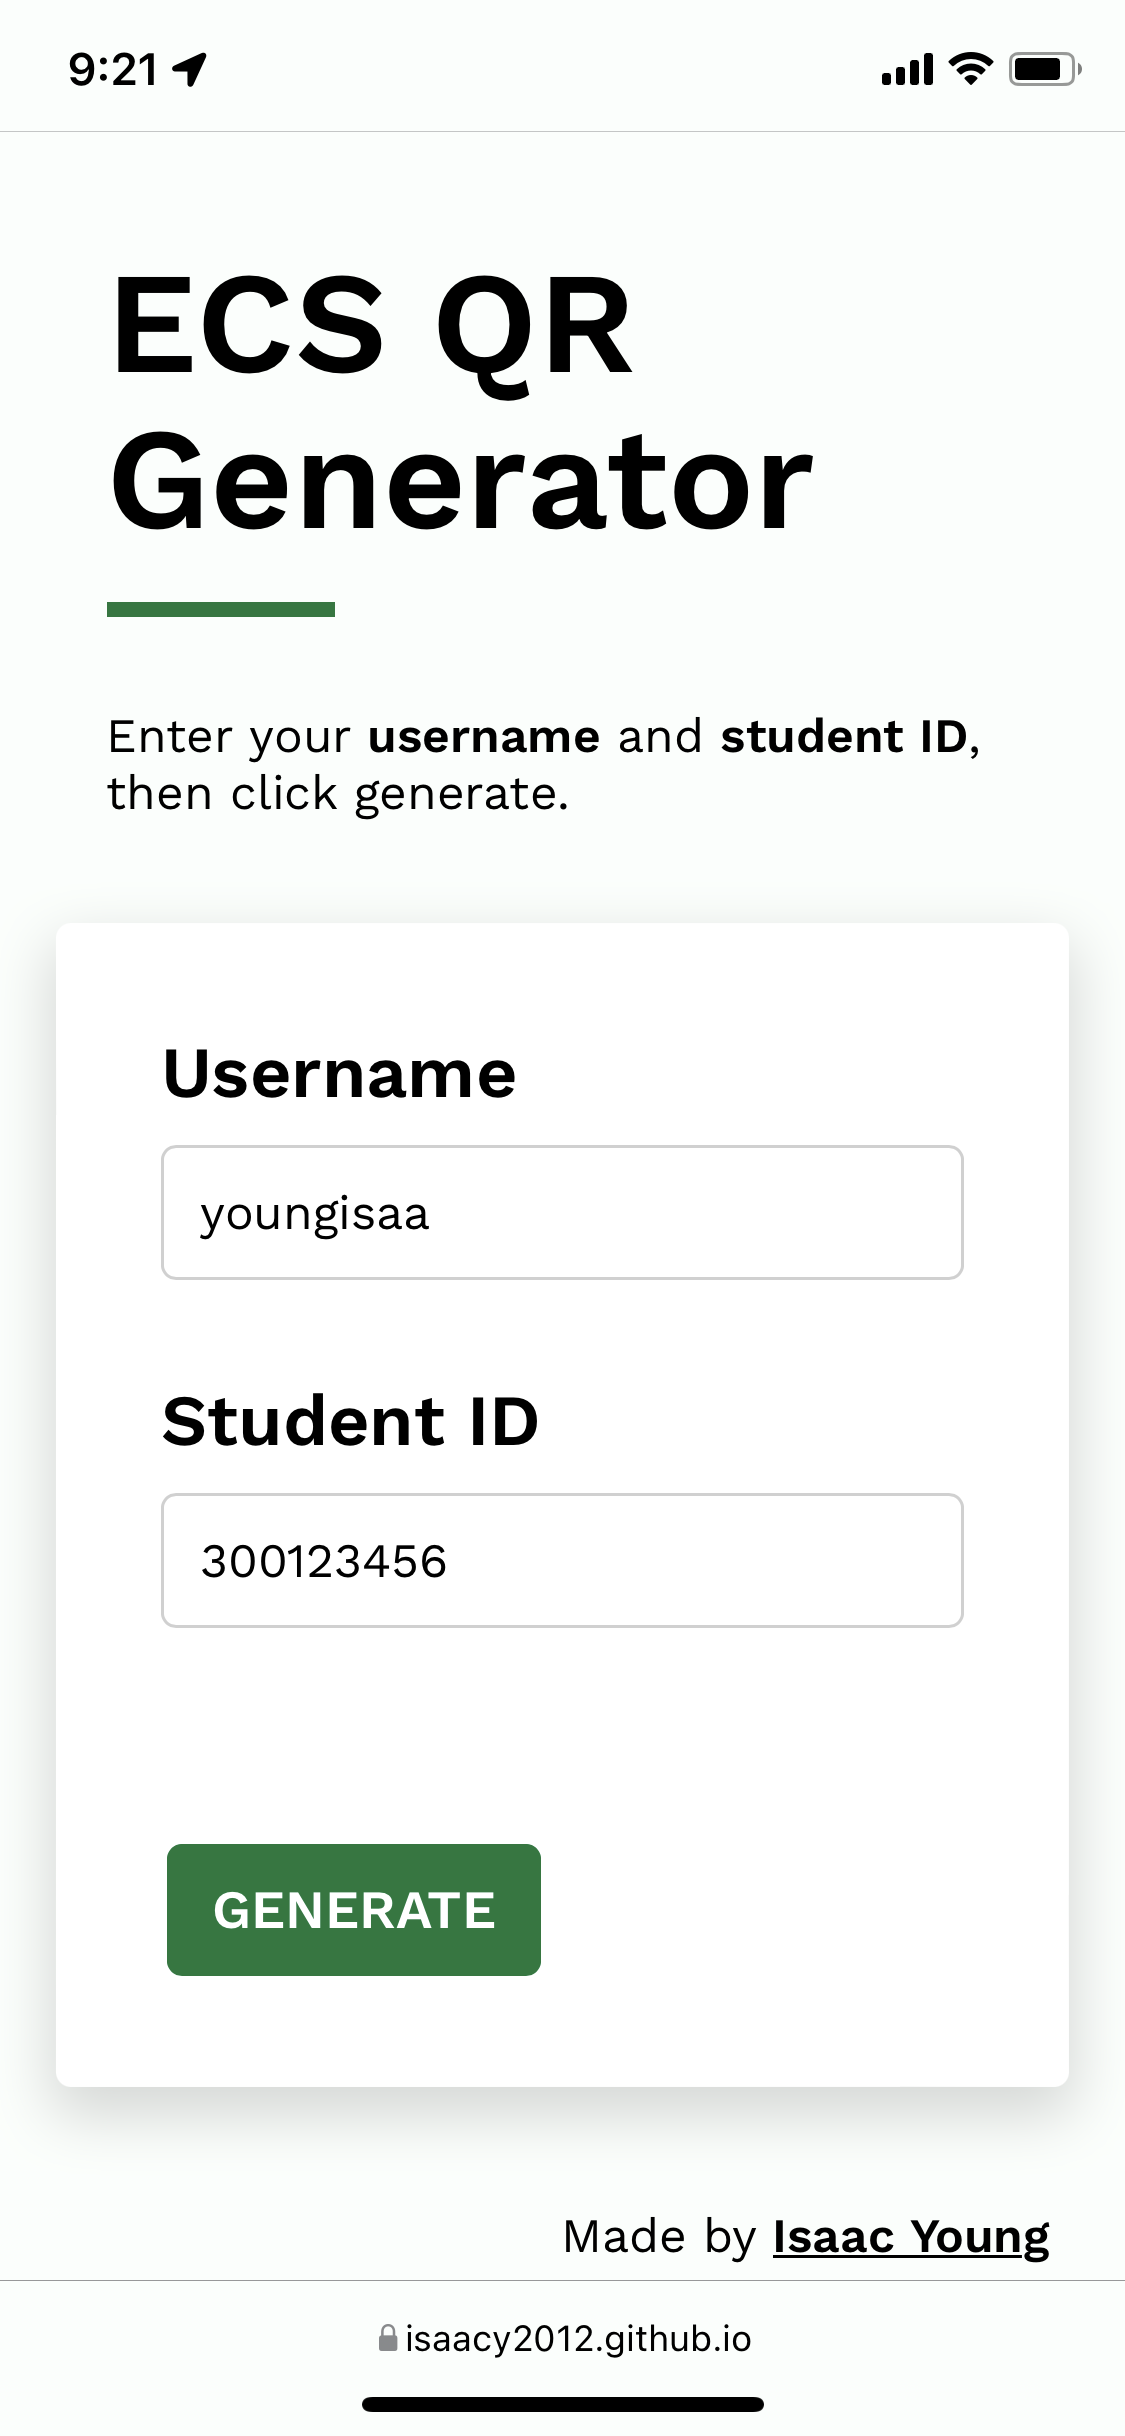 9:21
ECS QR
Generator
Enter your username and student ID,
then click generate.
Username
youngisaa
Student ID
300123456
GENERATE
Made by Isaac Young
isaacy2012.github.io